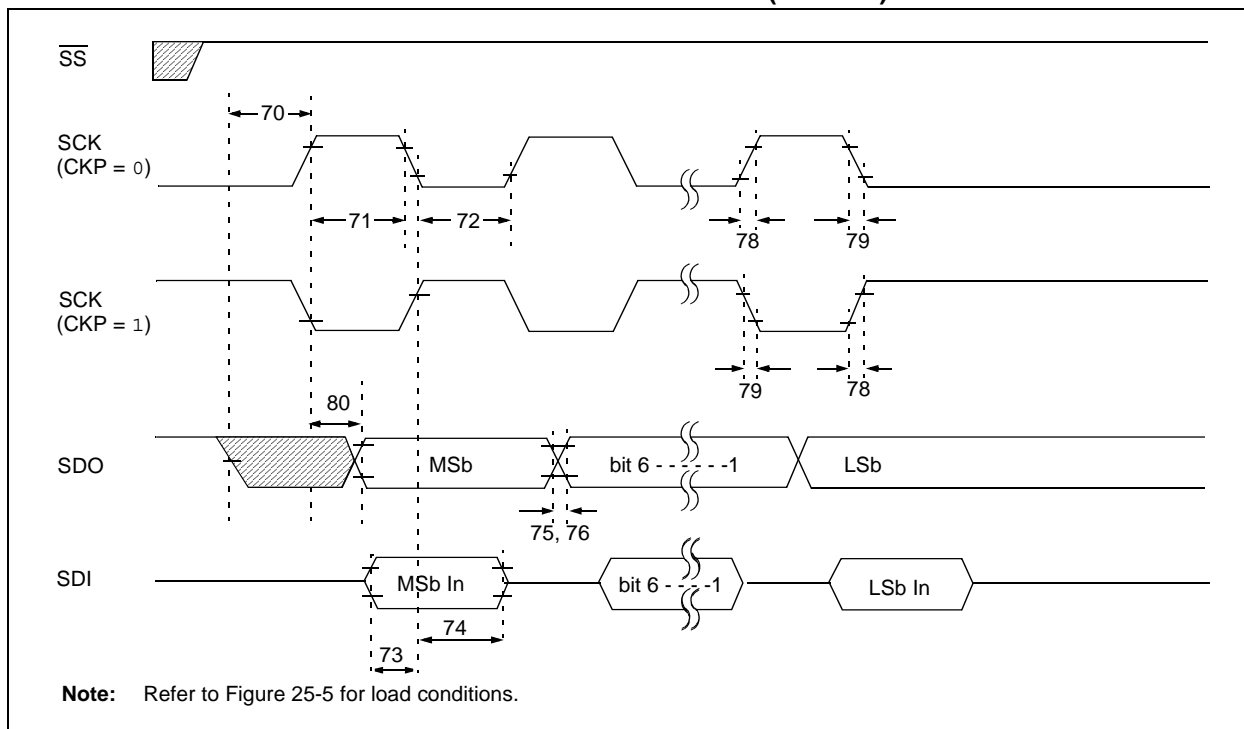 SS
70
SCK
(CKP = 0)
71
72
78
79
SCK
(CKP = 1)
79
78
80
SDO
MSb
bit 6 - - - - - -1
LSb
75, 76
SDI
MSb In
bit 6 - - - -1
LSb In
74
73
Note: Refer to Figure 25-5 for load conditions.